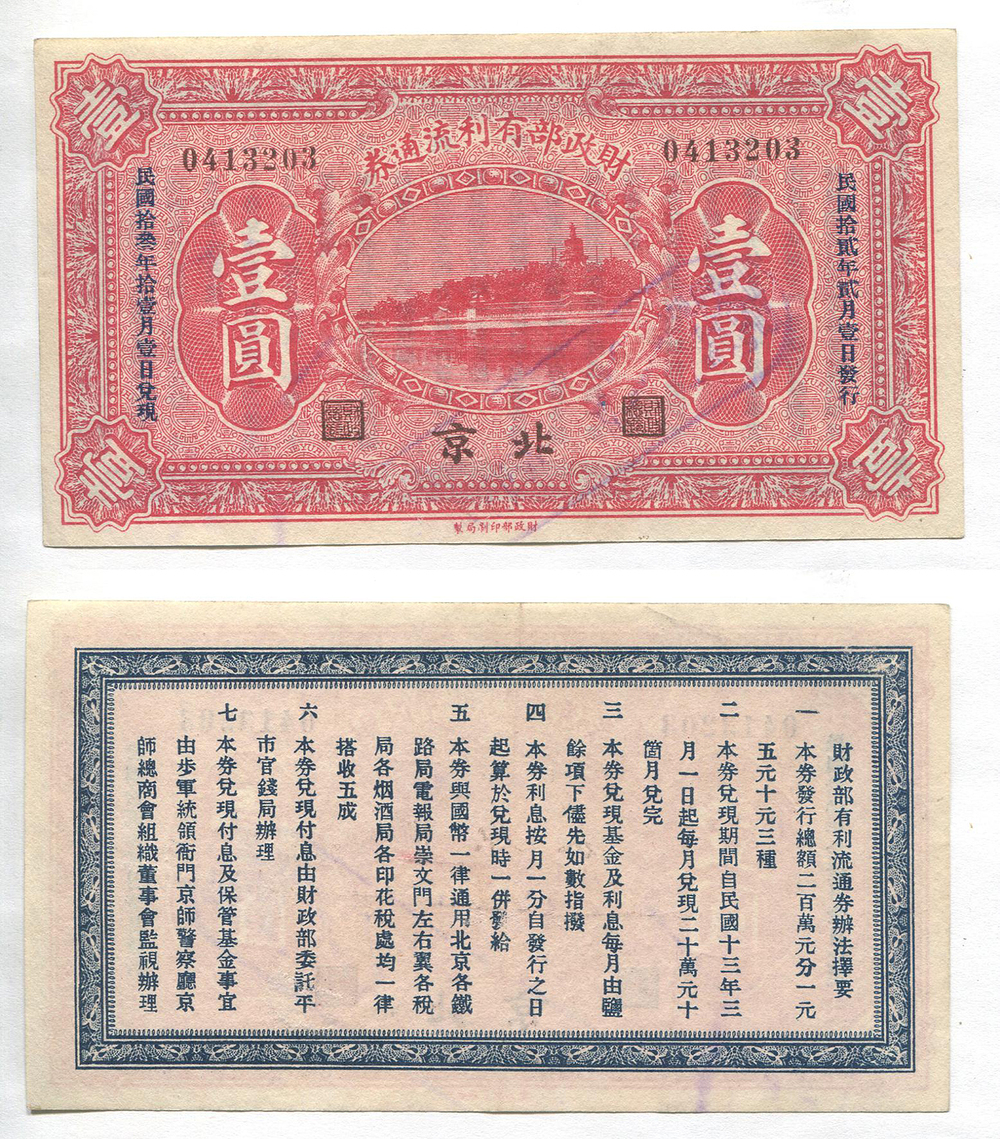 壹
壹
財政部有利流通券
0413203
0413203
民國拾貳年貳月壹日發行
壹圓
壹圓
民國拾叁年拾壹月壹日兌現
北京
壹
壹
財政部印刷局製
財政部有利流通券辦法擇要
一 本券發行總額二百萬元分一元
五元十元三種
二 本券兌現期間自民國十三年三
月一日起每月兌現二十萬元十
箇月兌完
三 本券兌現基金及利息每月由鹽
餘項下儘先如數指撥
四 本券利息按月一分自發行之日
起算於兌現時一併發給
五 本券與國幣一律通用北京各鐵
路局電報局崇文門左右翼各稅
局各烟酒局各印花稅處均一律
搭收五成
六 本券兌現付息由財政部委託平
市官錢局辦理
七 本券兌現付息及保管基金事宜
由步軍統領衙門京師警察廳京
師總商會組織董事會監視辦理